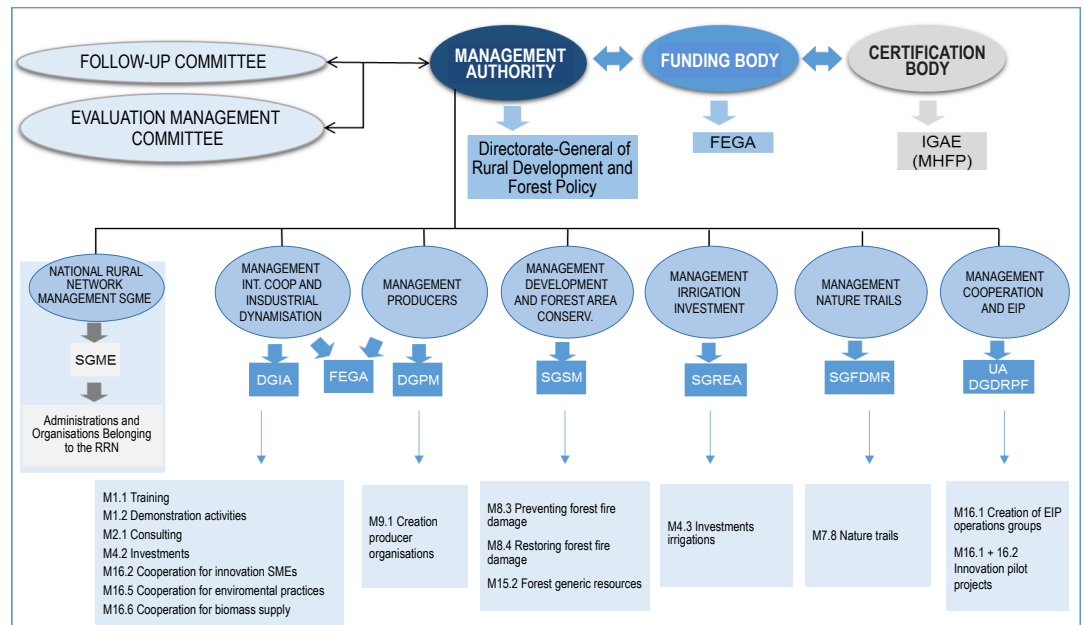 FOLLOW-UP COMMITTEE
EVALUATION MANAGEMENT
COMMITTEE
MANAGEMENT
AUTHORITY
FUNDING BODY
CERTIFICATION
BODY
Directorate-General of
Rural Development and
Forest Policy
FEGA
IGAE
(MHFP)
NATIONAL RURAL
NETWORK
MANAGEMENT SGME
MANAGEMENT
INT. COOP AND
INSDUSTRIAL
DYNAMISATION
MANAGEMENT
PRODUCERS
MANAGEMENT
DEVELOPMENT
AND FOREST AREA
CONSERV.
MANAGEMENT
IRRIGATION
INVESTMENT
MANAGEMENT
NATURE TRAILS
MANAGEMENT
COOPERATION
AND EIP
SGME
DGIA
FEGA
DGPM
SGSM
SGREA
SGFDMR
UA
DGDRPF
Administrations and
Organisations Belonging
to the RRN
M1.1 Training
M1.2 Demonstration activities
M2.1 Consulting
M4.2 Investments
M16.2 Cooperation for innovation SMEs
M16.5 Cooperation for enviromental practices
M16.6 Cooperation for biomass supply
M9.1 Creation
producer
organisations
M8.3 Preventing forest fire
damage
M8.4 Restoring forest fire
damage
M15.2 Forest generic resources
M4.3 Investments
irrigations
M7.8 Nature trails
M16.1 Creation of EIP
operations groups
M16.1 + 16.2
Innovation pilot
projects